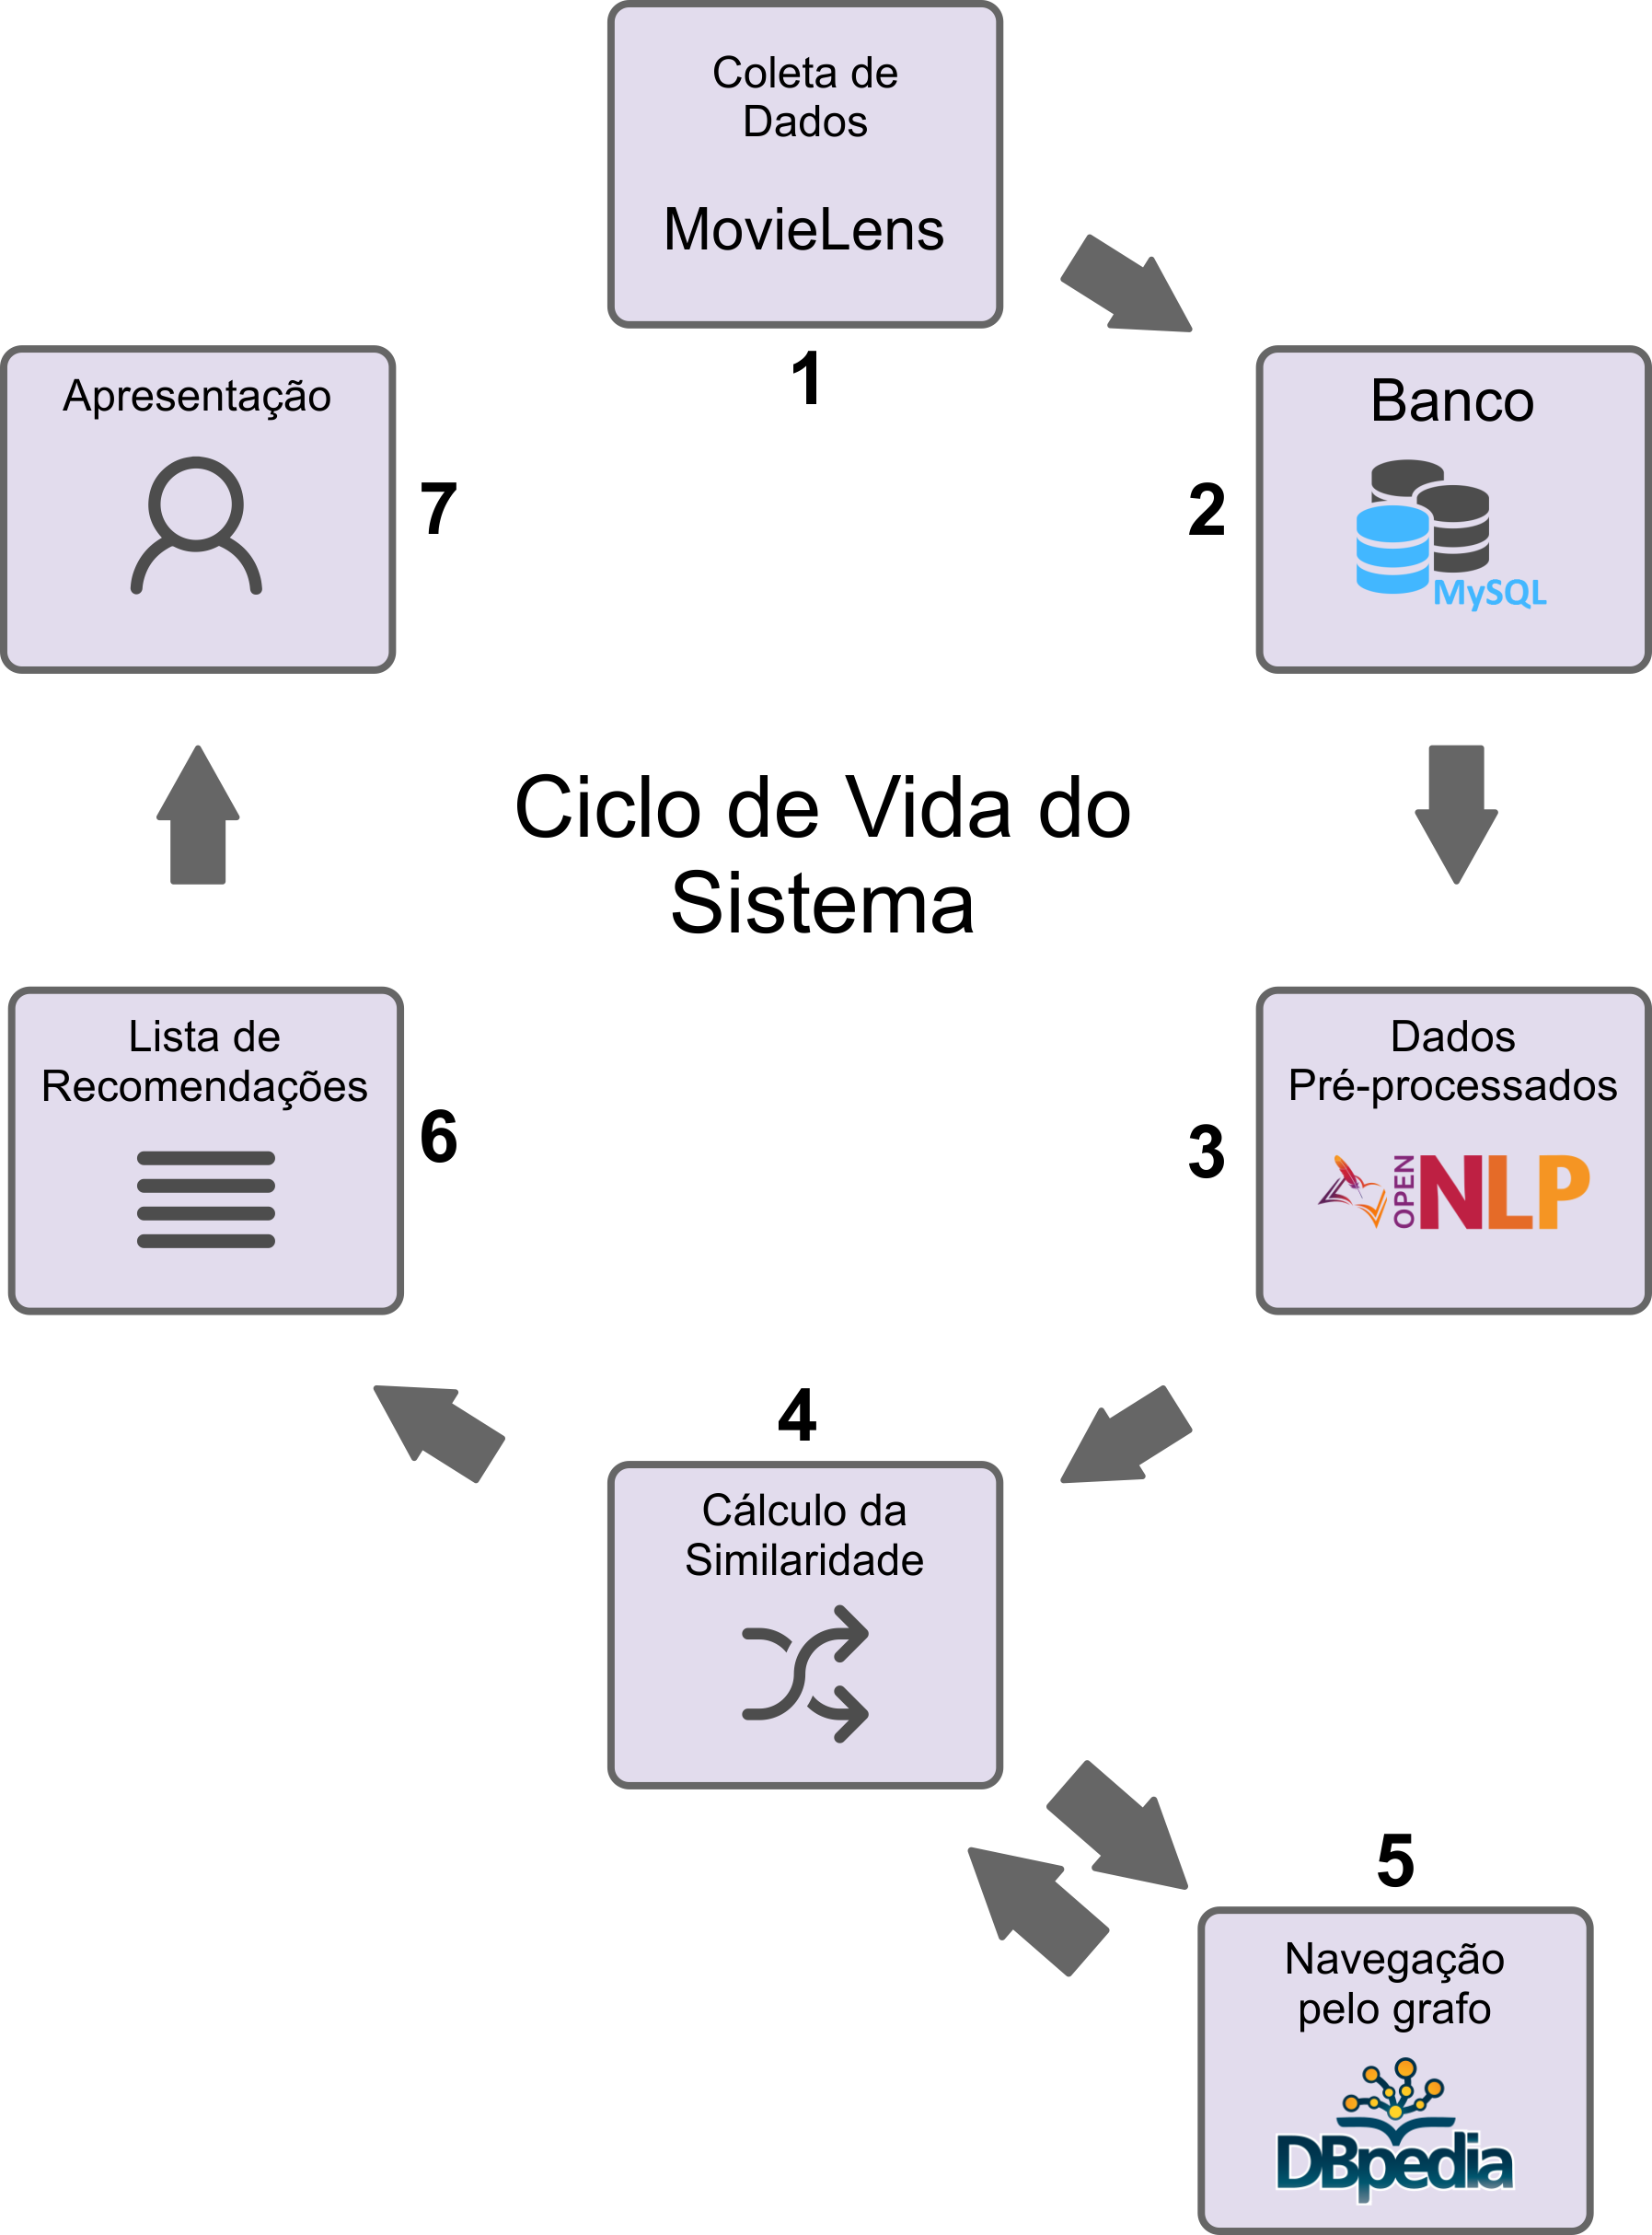 Coleta de
Dados
MovieLens
1
Banco
MySQL
2
Apresentação
7
Ciclo de Vida do
Sistema
Dados
Pré-processados
OPEN NLP
3
Lista de
Recomendações
6
4
Cálculo da
Similaridade
5
Navegação
pelo grafo
DBpedia